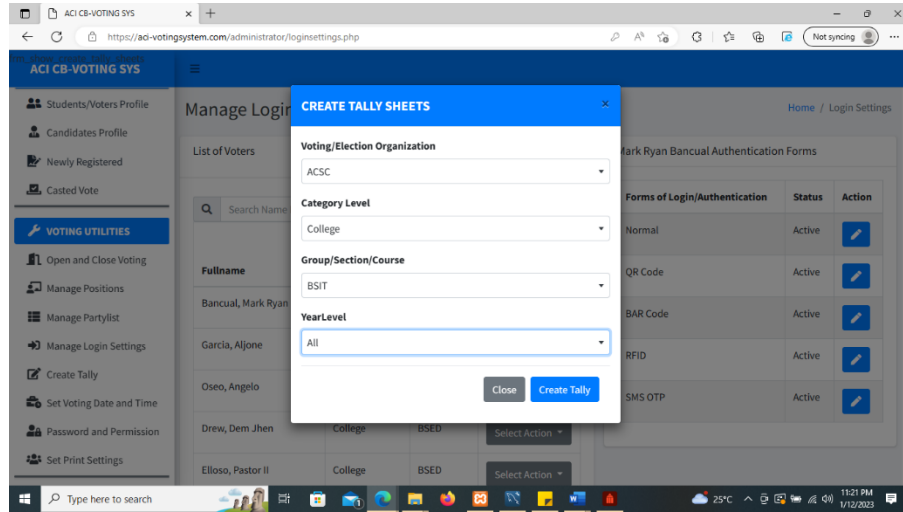 ACI CB-VOTING SYS
https://aci-votingsystem.com/administrator/loginsettings.php
Not syncing
ACI CB-VOTING SYS
Students/Voters Profile
Candidates Profile
Newly Registered
Casted Vote
VOTING UTILITIES
Open and Close Voting
Manage Positions
Manage Partylist
Manage Login Settings
Create Tally
Set Voting Date and Time
Password and Permission
Set Print Settings
Manage Login
Home / Login Settings
List of Voters
Search Name
Fullname
Bancual, Mark Ryan
Garcia, Aljone
Oseo, Angelo
Drew, Dem Jhen College BSED Select Action
Elloso, Pastor II College BSED Select Action
CREATE TALLY SHEETS ×
Voting/Election Organization
ACSC
Category Level
College
Group/Section/Course
BSIT
YearLevel
All
Close Create Tally
Mark Ryan Bancual Authentication Forms
Forms of Login/Authentication Status Action
Normal Active
QR Code Active
BAR Code Active
RFID Active
SMS OTP Active
Type here to search
25°C
11:21 PM
1/12/2023